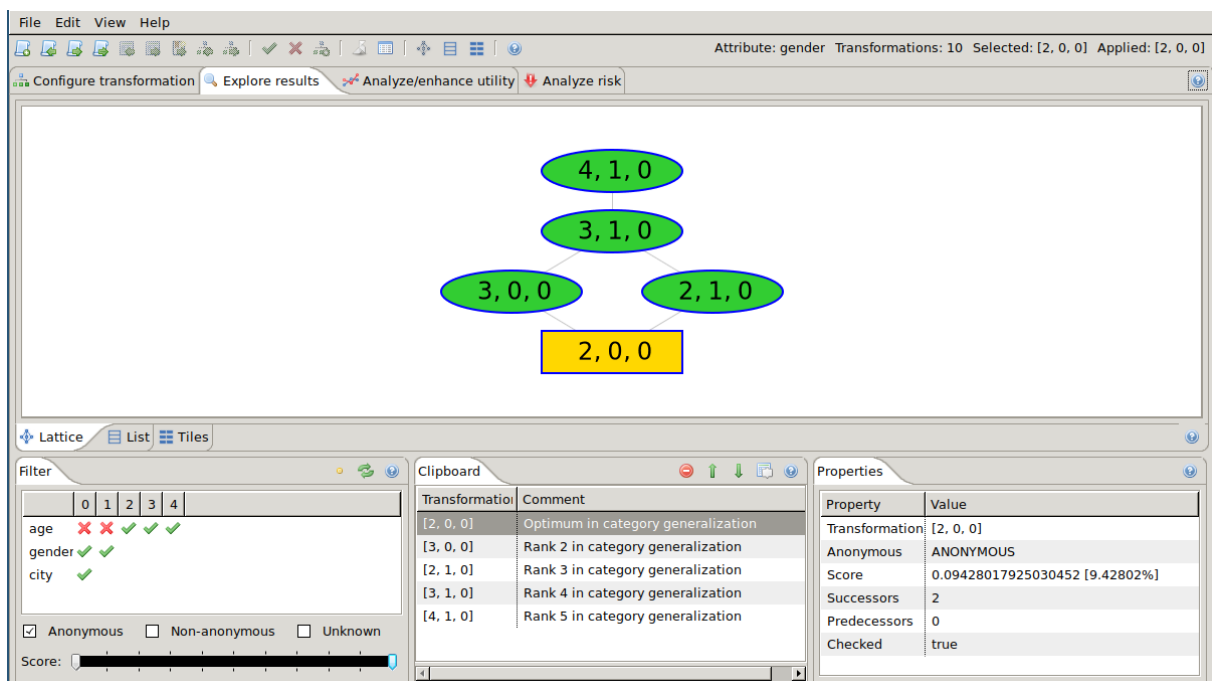 File Edit View Help
Attribute: gender Transformations: 10 Selected: [2, 0, 0] Applied: [2, 0, 0]
Configure transformation Explore results Analyze/enhance utility Analyze risk
4, 1, 0
3, 1, 0
3, 0, 0 2, 1, 0
2, 0, 0
Lattice List Tiles
Filter
0 1 2 3 4
age
gender
city
Anonymous Non-anonymous Unknown
Score:
Clipboard
Transformatio Comment
[2, 0, 0] Optimum in category generalization
[3, 0, 0] Rank 2 in category generalization
[2, 1, 0] Rank 3 in category generalization
[3, 1, 0] Rank 4 in category generalization
[4, 1, 0] Rank 5 in category generalization
Properties
Property Value
Transformation [2, 0, 0]
Anonymous ANONYMOUS
Score 0.09428017925030452 [9.42802%]
Successors 2
Predecessors 0
Checked true